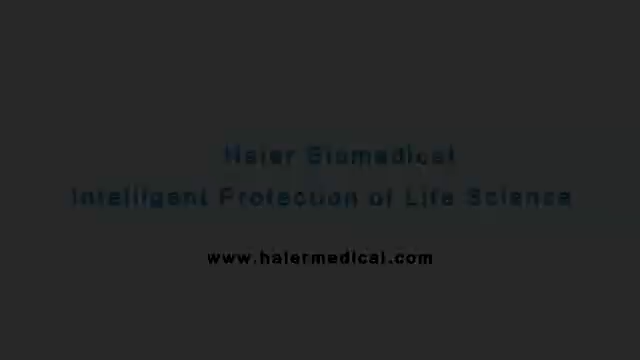 Haier Biomedical
Intelligent Protection of Life Science
www.haiermedical.com